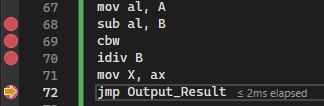 67 mov al, A
68 sub al, B
69 cbw
70 idiv B
71 mov X, ax
72 jmp Output_Result ≤ 2ms elapsed